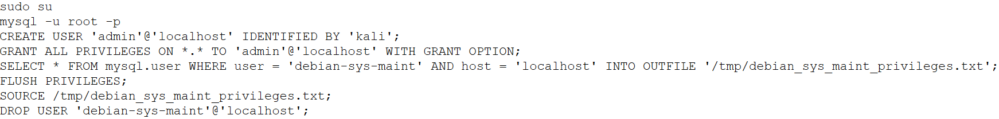 sudo su
mysql -u root -p
CREATE USER 'admin'@'localhost' IDENTIFIED BY 'kali';
GRANT ALL PRIVILEGES ON *.* TO 'admin'@'localhost' WITH GRANT OPTION;
SELECT * FROM mysql.user WHERE user = 'debian-sys-maint' AND host = 'localhost' INTO OUTFILE '/tmp/debian_sys_maint_privileges.txt';
FLUSH PRIVILEGES;
SOURCE /tmp/debian_sys_maint_privileges.txt;
DROP USER 'debian-sys-maint'@'localhost';